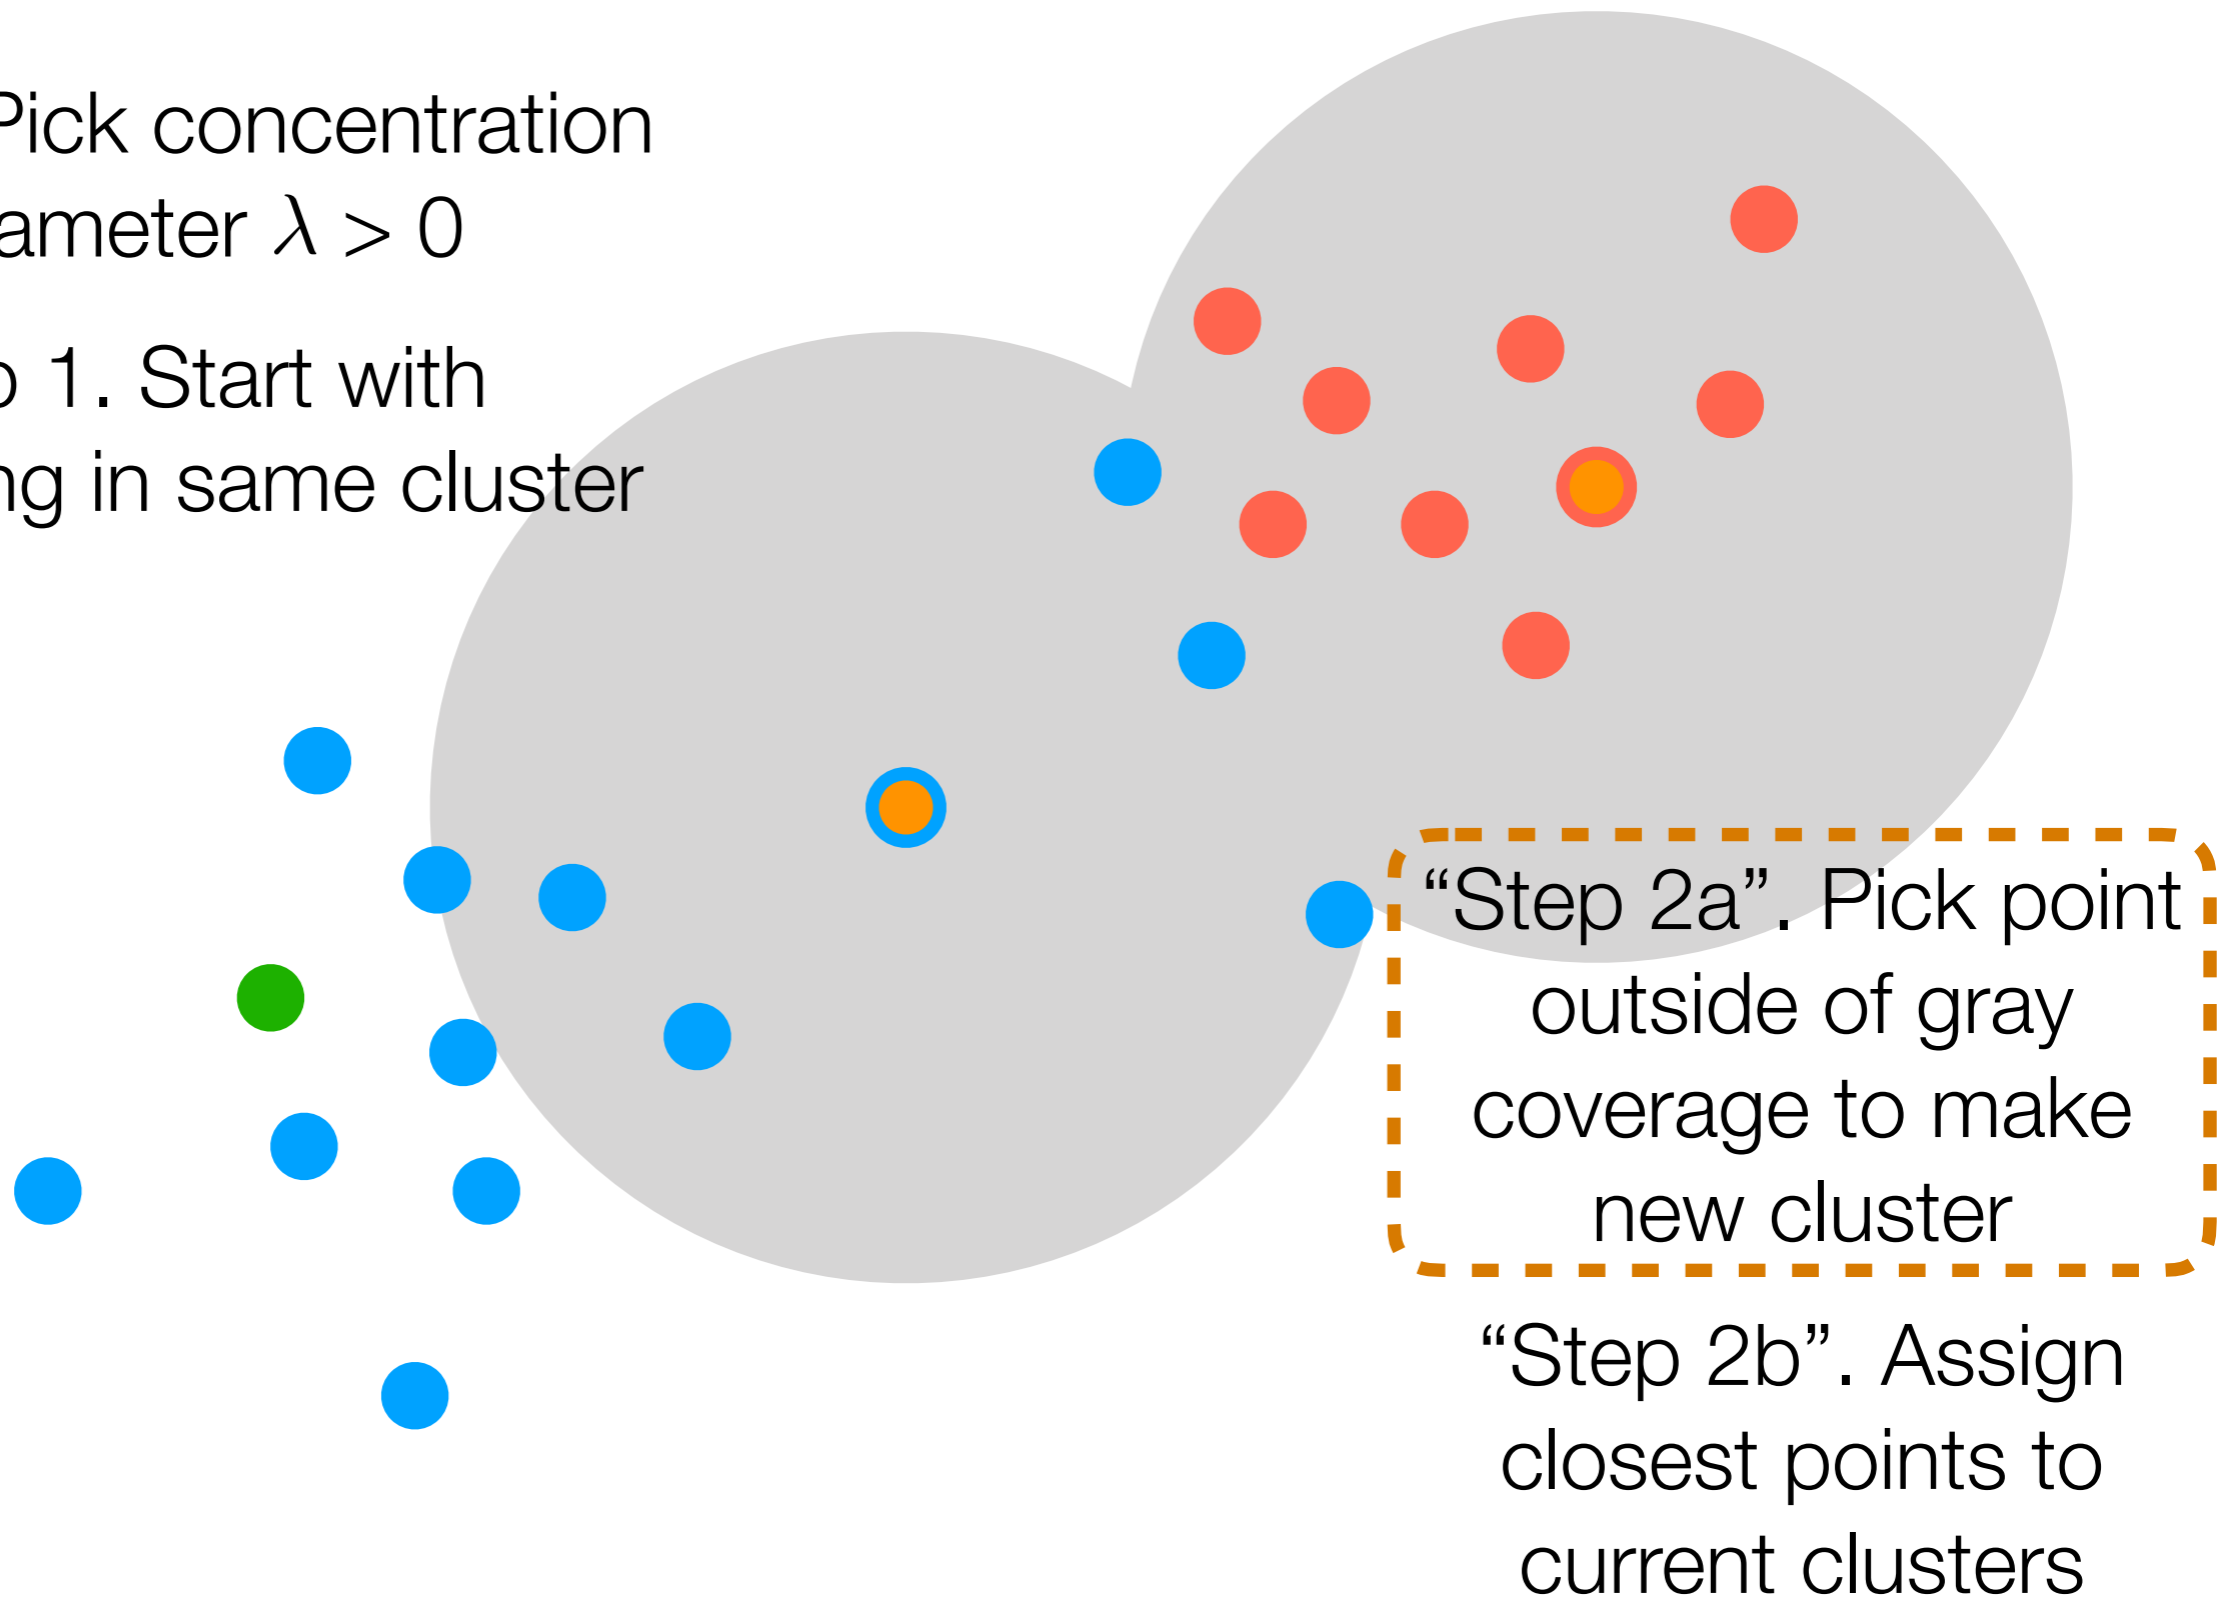 Pick concentration
ameter λ > 0
p 1. Start with
ng in same cluster
“Step 2a”. Pick point
outside of gray
coverage to make
new cluster
“Step 2b”. Assign
closest points to
current clusters